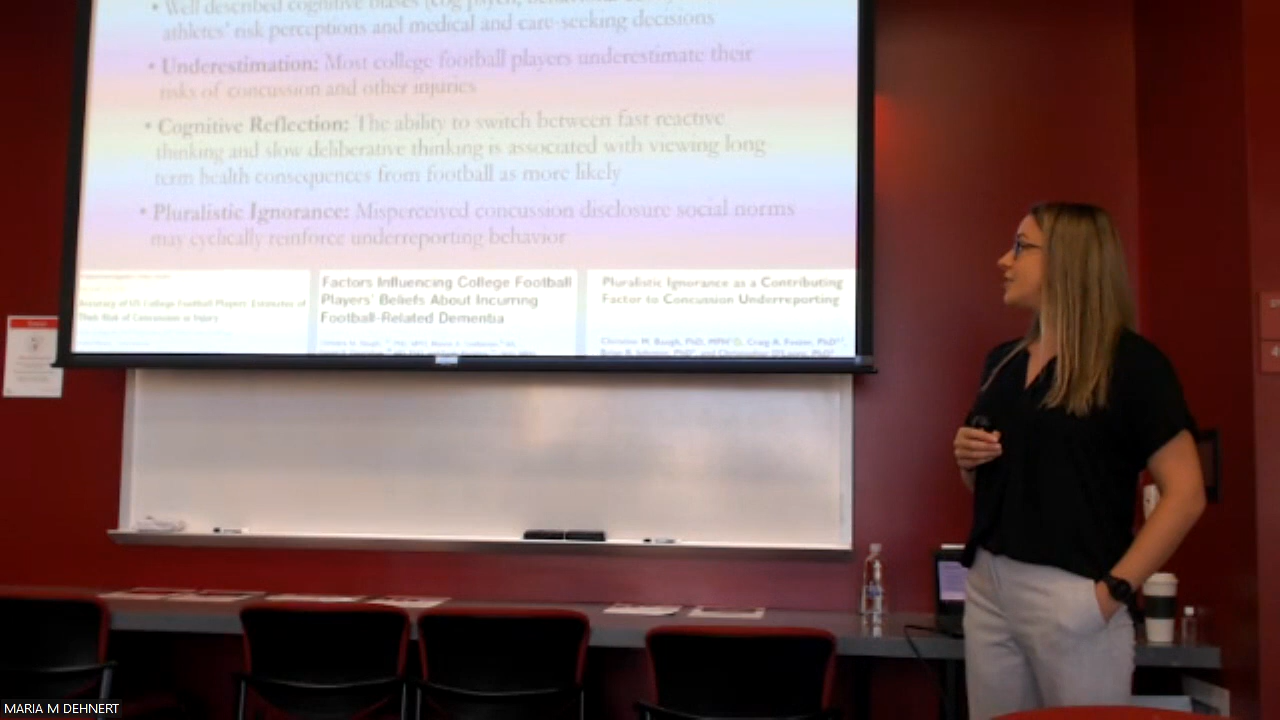 • Well described cognitive biases
athletes' risk perceptions and medical and care-seeking decisions
• Underestimation: Most college football players underestimate their
risks of concussion and other injuries
• Cognitive Reflection: The ability to switch between fast reactive
thinking and slow deliberative thinking is associated with viewing long-
term health consequences from football as more likely
• Pluralistic Ignorance: Misperceived concussion disclosure social norms
may cyclically reinforce underreporting behavior
Accuracy of US College Football Players' Estimates of
Their Risk of Concussion or Injury
Factors Influencing College Football
Players' Beliefs About Incurring
Football-Related Dementia
Pluralistic Ignorance as a Contributing
Factor to Concussion Underreporting
Christine M. Baugh, PhD, MPH
Craig A. Foster, PhD
MARIA M DEHNERT